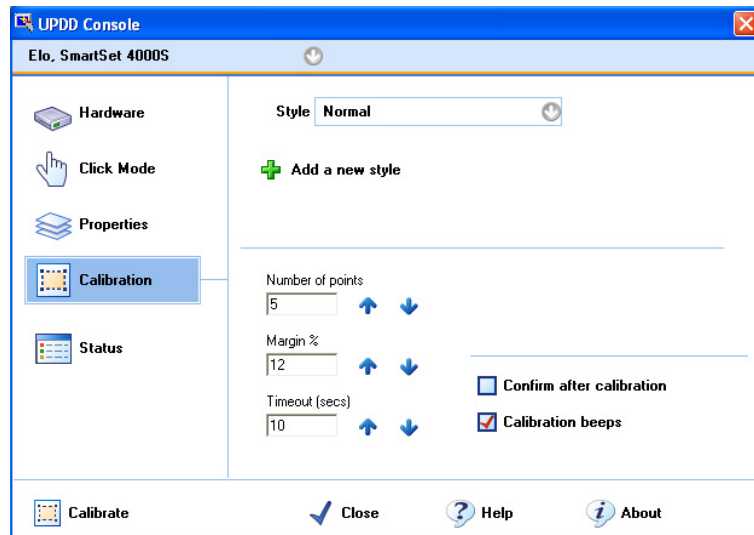 UPDD Console
Elo, SmartSet 4000S
Hardware
Click Mode
Properties
Calibration
Status
Style Normal
Add a new style
Number of points
5
Margin %
12
Timeout (secs)
10
Confirm after calibration
Calibration beeps
Calibrate Close Help About